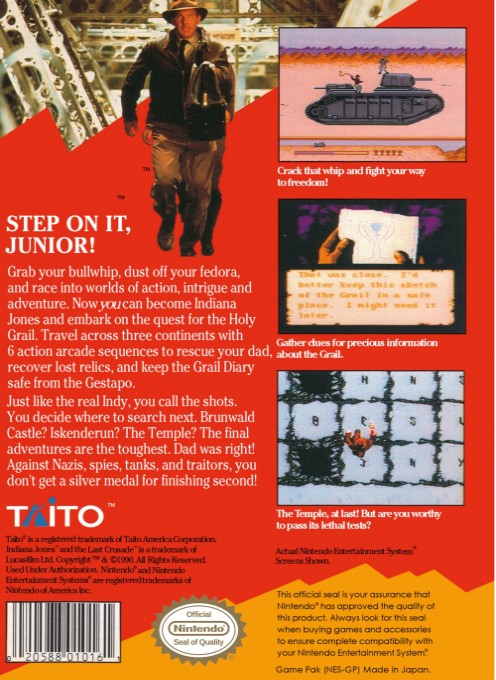 ™
™
STEP ON IT,
JUNIOR!
Grab your bullwhip, dust off your fedora,
and race into worlds of action, intrigue and
adventure. Now you can become Indiana
Jones and embark on the quest for the Holy
Grail. Travel across three continents with
6 action arcade sequences to rescue your dad,
recover lost relics, and keep the Grail Diary
safe from the Gestapo.
Just like the real Indy, you call the shots.
You decide where to search next. Brunwald
Castle? Iskenderun? The Temple? The final
adventures are the toughest. Dad was right!
Against Nazis, spies, tanks, and traitors, you
don't get a silver medal for finishing second!
TAITO™
Taito® is a registered trademark of Taito America Corporation.
Indiana Jones™ and the Last Crusade™ is a trademark of
Lucasfilm Ltd. Copyright ™ & ©1990. All Rights Reserved.
Used Under Authorization. Nintendo® and Nintendo
Entertainment Systems® are registered trademarks of
Nintendo of America Inc.
0 20588 01016
Official
Nintendo®
Seal of Quality
Crack that whip and fight your way
to freedom!
That was close. I'd
better keep this sketch
of the Grail in a safe
place. I might need it
later.
Gather clues for precious information
about the Grail.
The Temple, at last! But are you worthy
to pass its lethal tests?
Actual Nintendo Entertainment System®
Screens Shown.
This official seal is your assurance that
Nintendo® has approved the quality of
this product. Always look for this seal
when buying games and accessories
to ensure complete compatibility with
your Nintendo Entertainment System®.
Game Pak (NES-GP) Made in Japan.